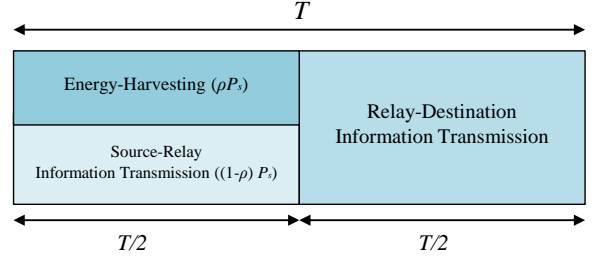 T
Energy-Harvesting (ρPs)
Relay-Destination
Information Transmission
Source-Relay
Information Transmission ((1-ρ) Ps)
T/2
T/2